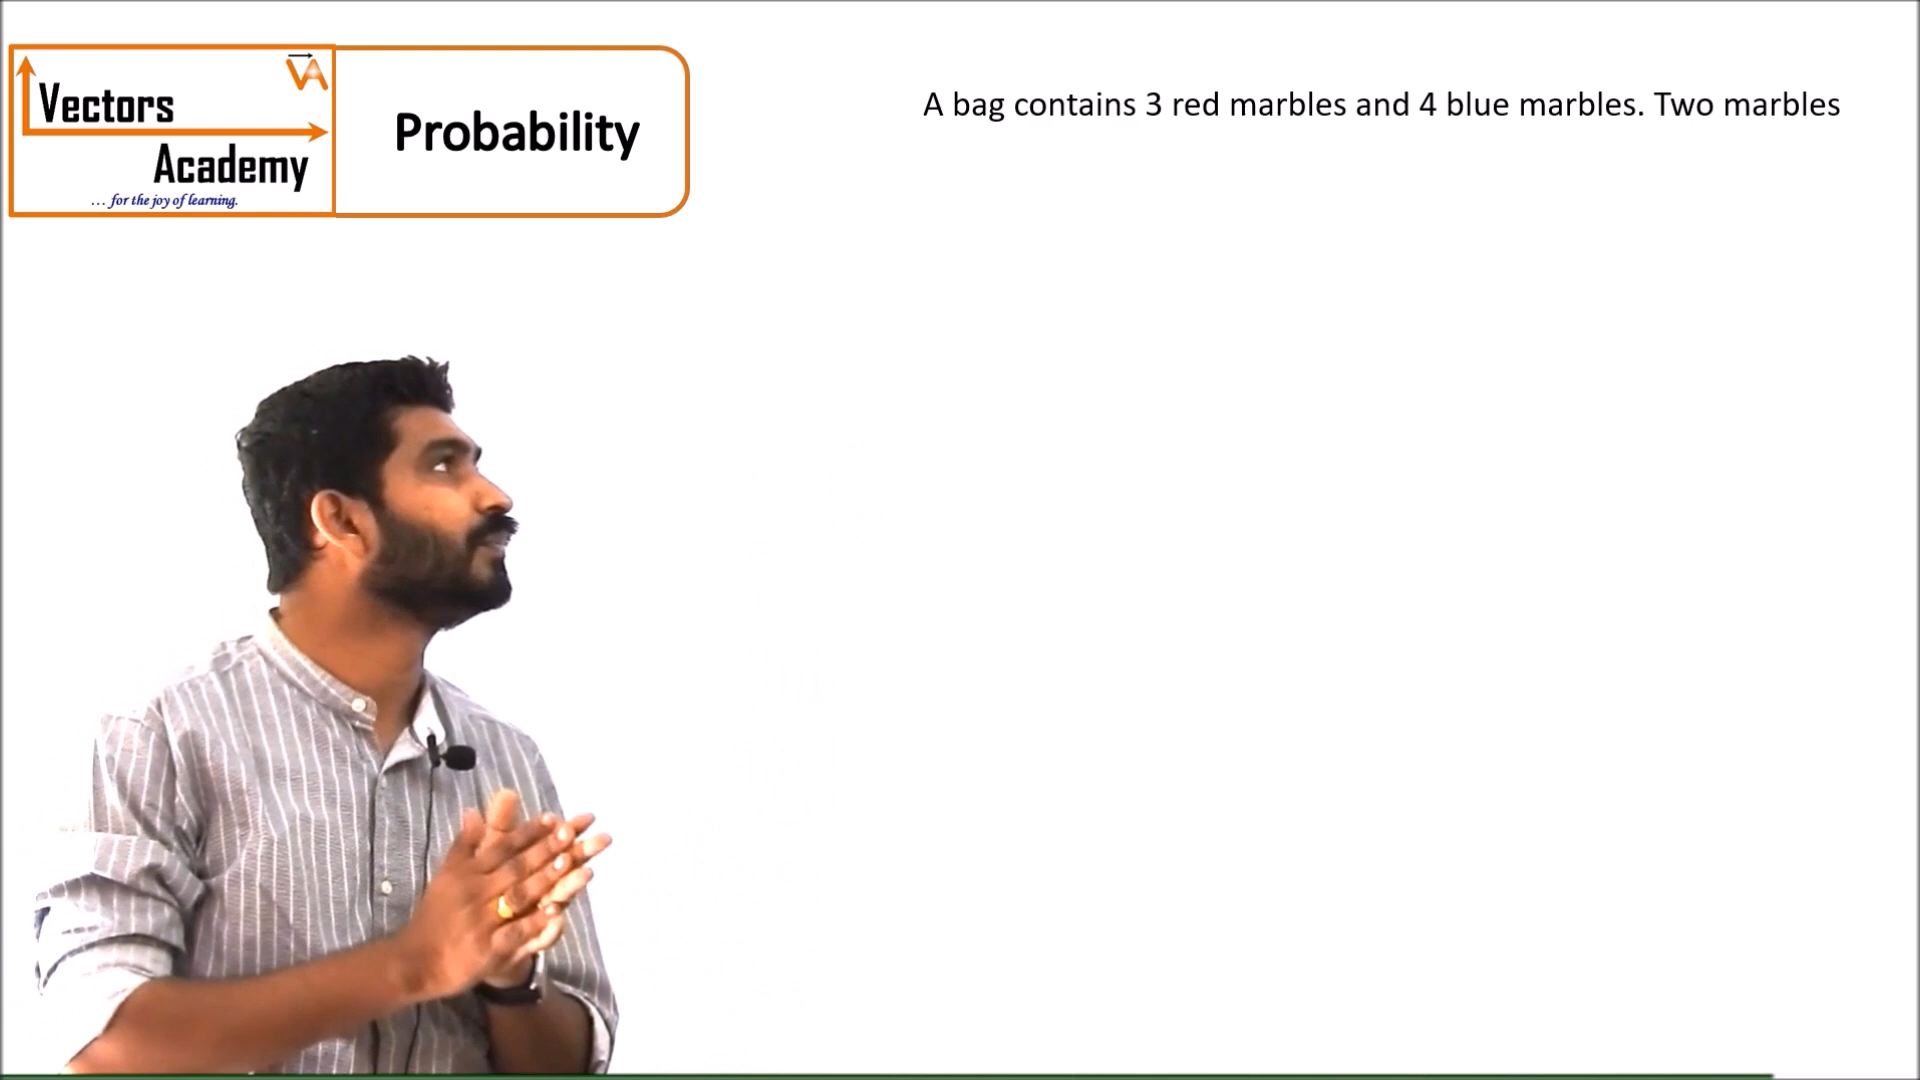 Vectors
Academy
... for the joy of learning.
VA
Probability
A bag contains 3 red marbles and 4 blue marbles. Two marbles